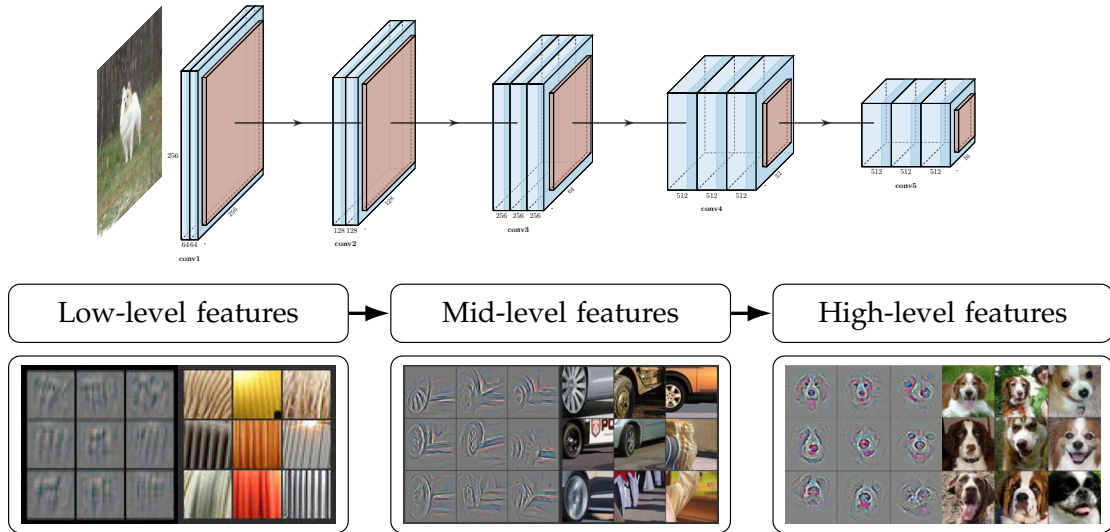 256
256
64 64
conv1
128
128 128
conv2
64
256 256 256
conv3
32
512 512 512
conv4
16
512 512 512
conv5
Low-level features
Mid-level features
High-level features
PO